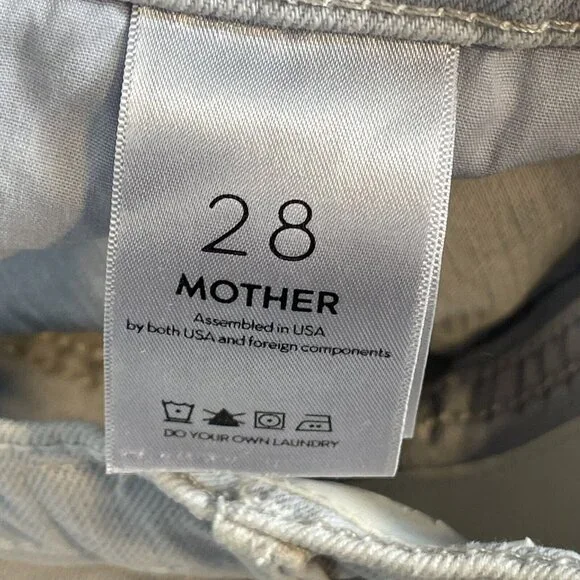 28
MOTHER
Assembled in USA
by both USA and foreign components
DO YOUR OWN LAUNDRY